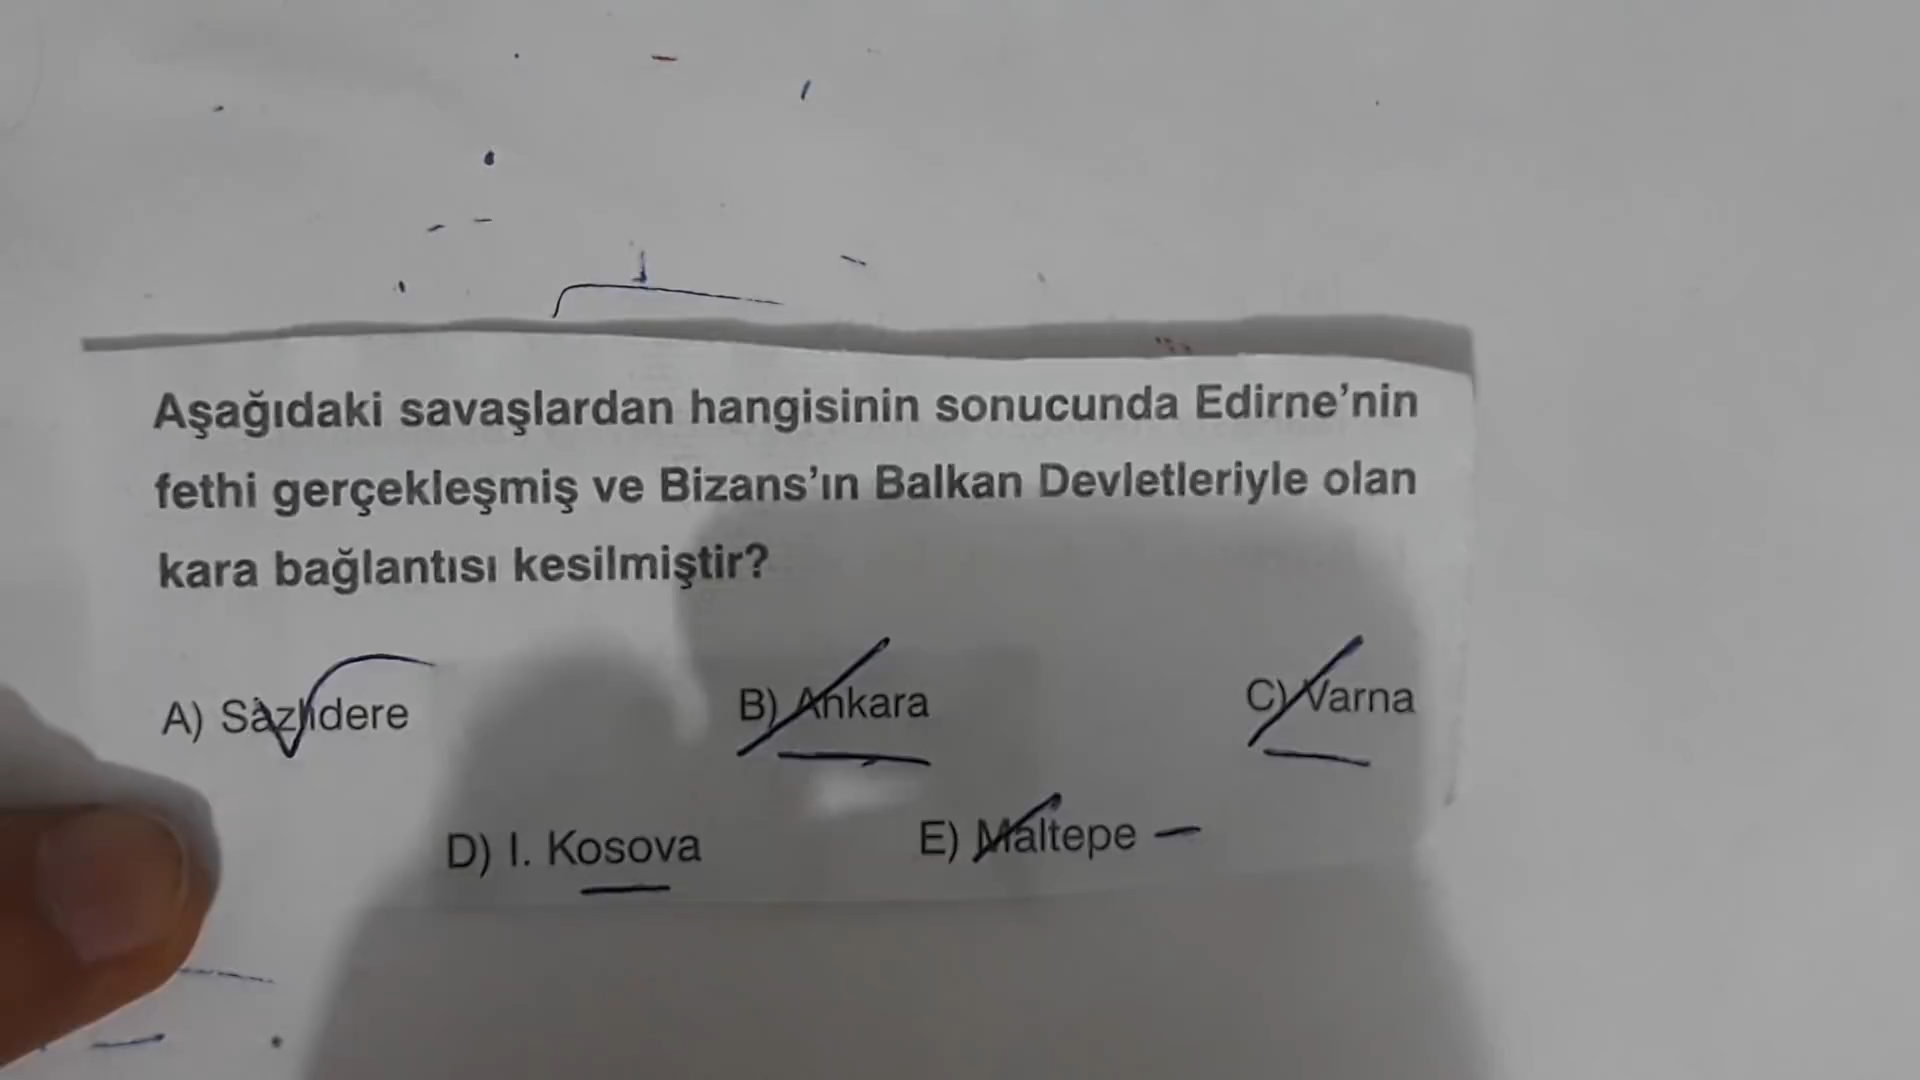 Aşağıdaki savaşlardan hangisinin sonucunda Edirne'nin
fethi gerçekleşmiş ve Bizans'ın Balkan Devletleriyle olan
kara bağlantısı kesilmiştir?
A) Sazlıdere B) Ankara C) Varna
D) I. Kosova E) Maltepe